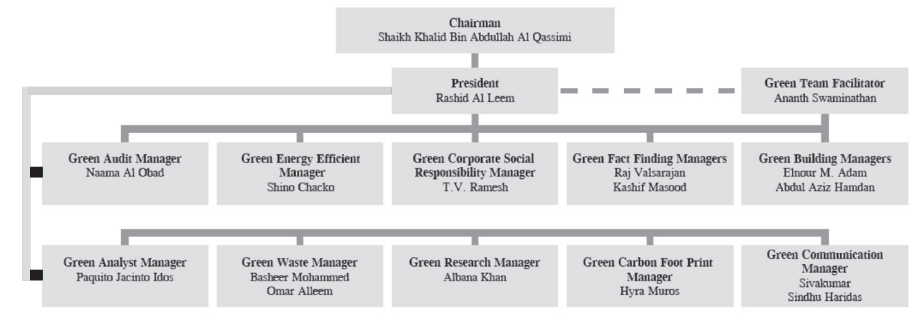 Chairman
Shaikh Khalid Bin Abdullah Al Qassimi
President
Rashid Al Leem
Green Team Facilitator
Ananth Swaminathan
Green Audit Manager
Naama Al Obad
Green Energy Efficient
Manager
Shino Chacko
Green Corporate Social
Responsibility Manager
T.V. Ramesh
Green Fact Finding Managers
Raj Valsarajan
Kashif Masood
Green Building Managers
Elnour M. Adam
Abdul Aziz Hamdan
Green Analyst Manager
Paquito Jacinto Idos
Green Waste Manager
Basheer Mohammed
Omar Alleem
Green Research Manager
Albana Khan
Green Carbon Foot Print
Manager
Hyra Muros
Green Communication
Manager
Sivakumar
Sindhu Haridas